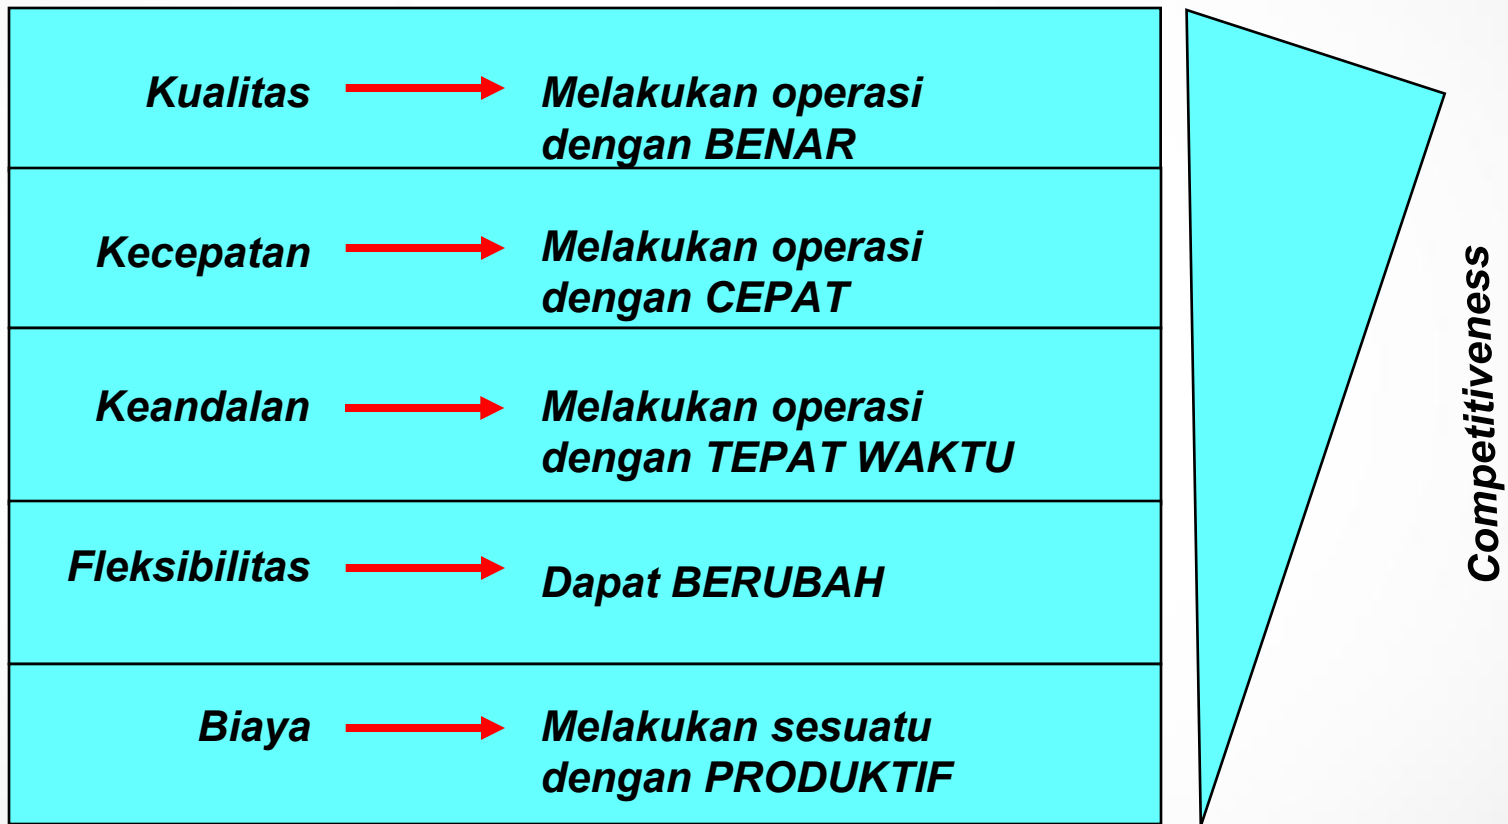 Kualitas
Melakukan operasi
dengan BENAR
Kecepatan
Melakukan operasi
dengan CEPAT
Keandalan
Melakukan operasi
dengan TEPAT WAKTU
Fleksibilitas
Dapat BERUBAH
Biaya
Melakukan sesuatu
dengan PRODUKTIF
Competitiveness